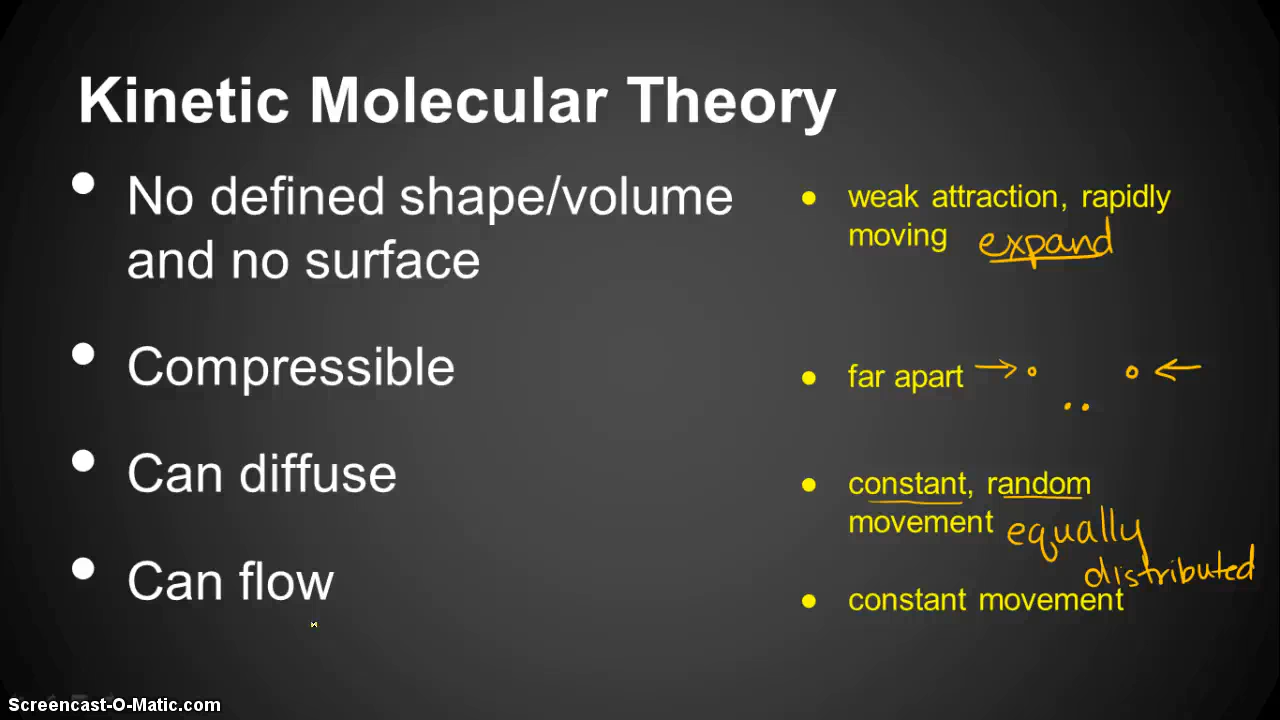 Kinetic Molecular Theory
• No defined shape/volume
and no surface
• weak attraction, rapidly
moving expand
• Compressible
• far apart
• Can diffuse
• constant, random
movement equally
distributed
• Can flow
• constant movement
Screencast-O-Matic.com